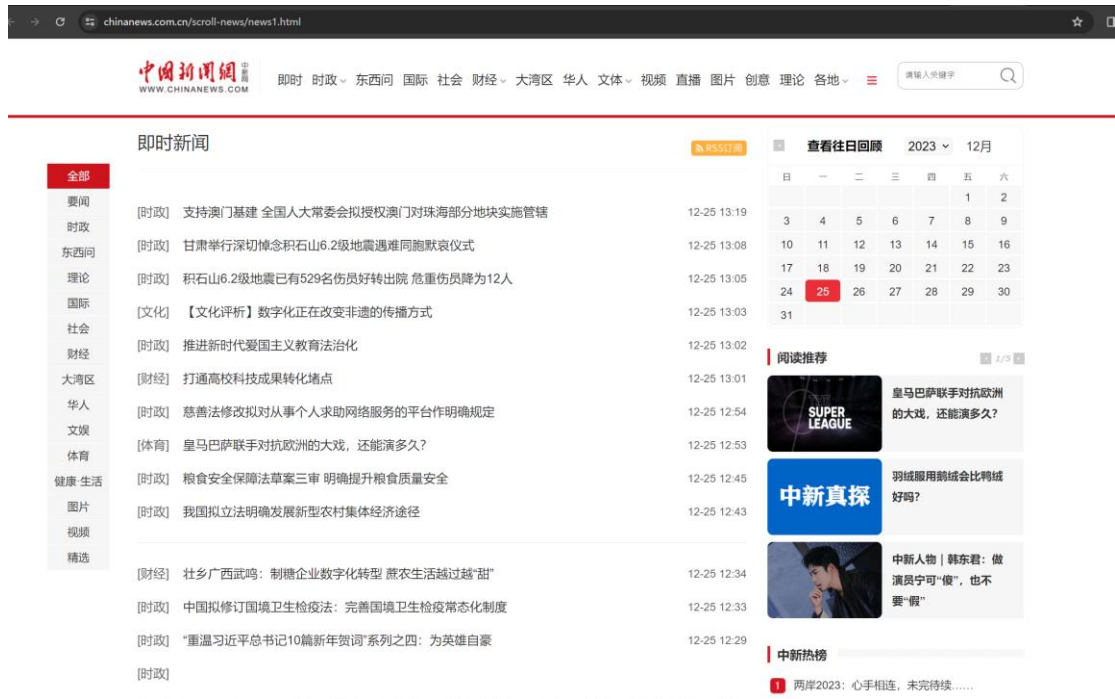 chinanews.com.cn/scroll-news/news1.html
中國新聞網 中新網
WWW.CHINANEWS.COM
即时 时政 东西问 国际 社会 财经 大湾区 华人 文体 视频 直播 图片 创意 理论 各地
请输入关键字
即时新闻
RSS订阅
全部
要闻
时政
东西问
理论
国际
社会
财经
大湾区
华人
文娱
体育
健康·生活
图片
视频
精选
[时政] 支持澳门基建 全国人大常委会拟授权澳门对珠海部分地块实施管辖 12-25 13:19
[时政] 甘肃举行深切悼念积石山6.2级地震遇难同胞默哀仪式 12-25 13:08
[时政] 积石山6.2级地震已有529名伤员好转出院 危重伤员降为12人 12-25 13:05
[文化] 【文化评析】数字化正在改变非遗的传播方式 12-25 13:03
[时政] 推进新时代爱国主义教育法治化 12-25 13:02
[财经] 打通高校科技成果转化堵点 12-25 13:01
[时政] 慈善法修改拟对从事个人求助网络服务的平台作明确规定 12-25 12:54
[体育] 皇马巴萨联手对抗欧洲的大戏，还能演多久？ 12-25 12:53
[时政] 粮食安全保障法草案三审 明确提升粮食质量安全 12-25 12:45
[时政] 我国拟立法明确发展新型农村集体经济途径 12-25 12:43
[财经] 壮乡广西武鸣：制糖企业数字化转型 蔗农生活越过越“甜” 12-25 12:34
[时政] 中国拟修订国境卫生检疫法：完善国境卫生检疫常态化制度 12-25 12:33
[时政] “重温习近平总书记10篇新年贺词”系列之四：为英雄自豪 12-25 12:29
[时政]
查看往日回顾 2023 12月
日 一 二 三 四 五 六
1 2
3 4 5 6 7 8 9
10 11 12 13 14 15 16
17 18 19 20 21 22 23
24 25 26 27 28 29 30
31
阅读推荐 1/5
THE
SUPER
LEAGUE
皇马巴萨联手对抗欧洲
的大戏，还能演多久？
中新真探
羽绒服用鹅绒会比鸭绒
好吗？
中新人物｜韩东君：做
演员宁可“傻”，也不
要“假”
中新热榜
1 两岸2023：心手相连，未完待续……